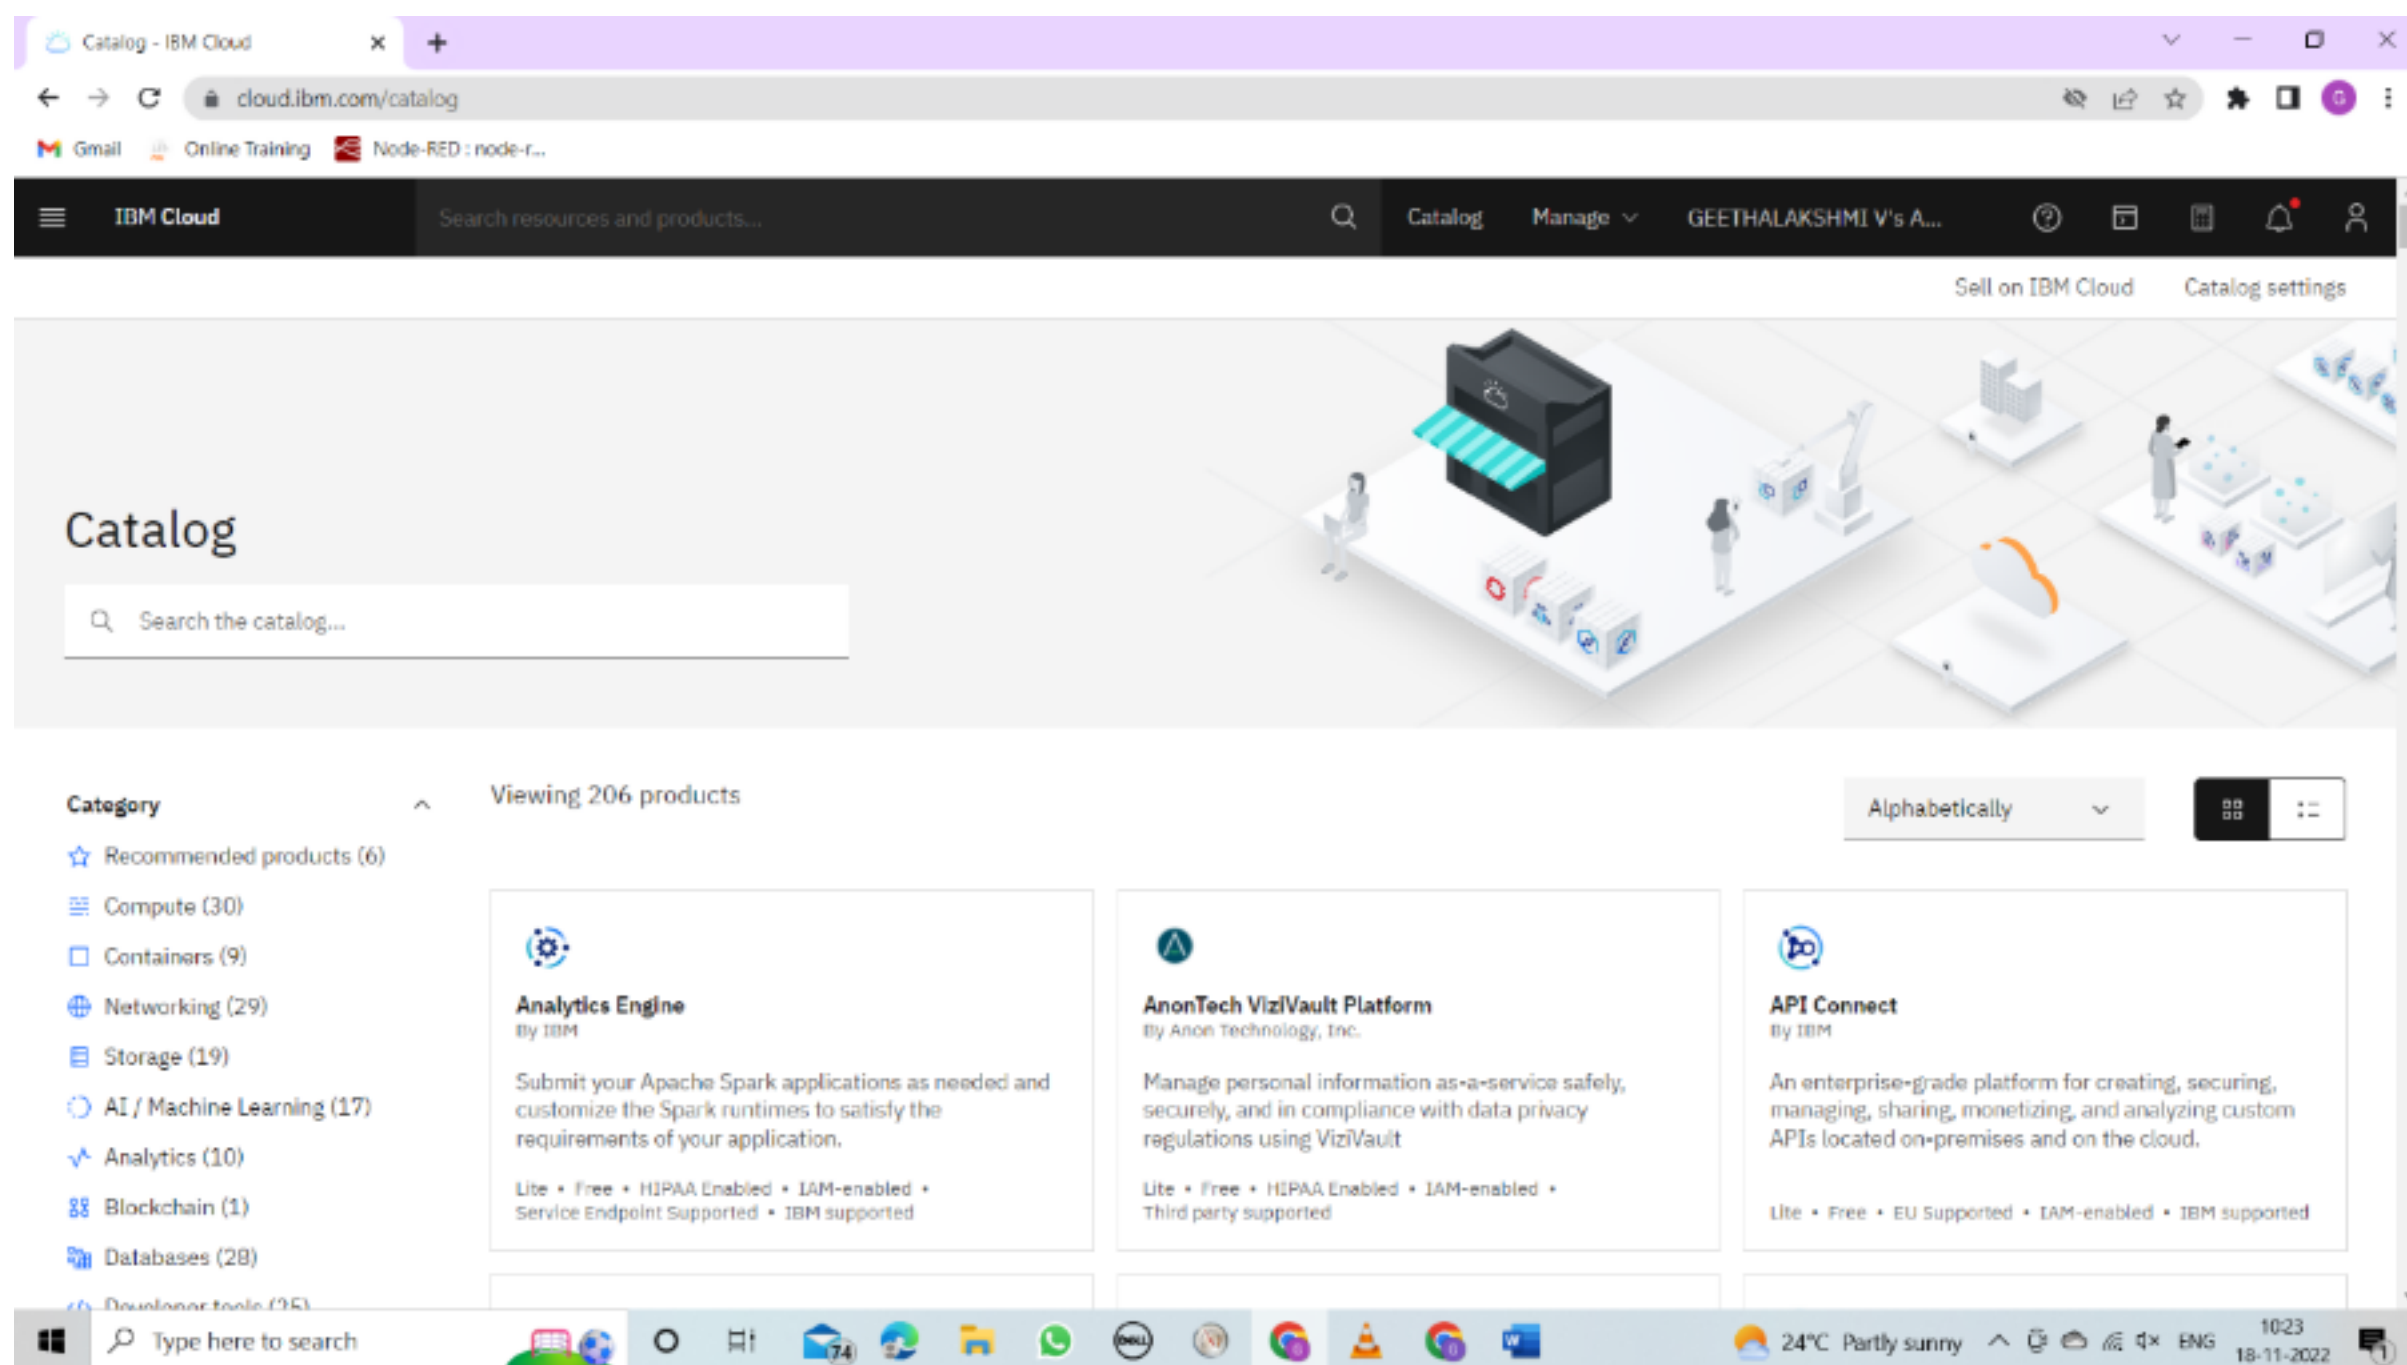 Catalog - IBM Cloud
cloud.ibm.com/catalog
Gmail
Online Training
Node-RED : node-r...
IBM Cloud
Search resources and products...
Catalog
Manage
GEETHALAKSHMI V's A...
Sell on IBM Cloud
Catalog settings
Catalog
Search the catalog...
Category
Recommended products (6)
Compute (30)
Containers (9)
Networking (29)
Storage (19)
AI / Machine Learning (17)
Analytics (10)
Blockchain (1)
Databases (28)
Developer tools (25)
Viewing 206 products
Alphabetically
Analytics Engine
By IBM
Submit your Apache Spark applications as needed and
customize the Spark runtimes to satisfy the
requirements of your application.
Lite • Free • HIPAA Enabled • IAM-enabled •
Service Endpoint Supported • IBM supported
AnonTech ViziVault Platform
By Anon Technology, Inc.
Manage personal information as-a-service safely,
securely, and in compliance with data privacy
regulations using ViziVault
Lite • Free • HIPAA Enabled • IAM-enabled •
Third party supported
API Connect
By IBM
An enterprise-grade platform for creating, securing,
managing, sharing, monetizing, and analyzing custom
APIs located on-premises and on the cloud.
Lite • Free • EU Supported • IAM-enabled • IBM supported
Type here to search
74
DELL
24°C Partly sunny
ENG
10:23
18-11-2022
1